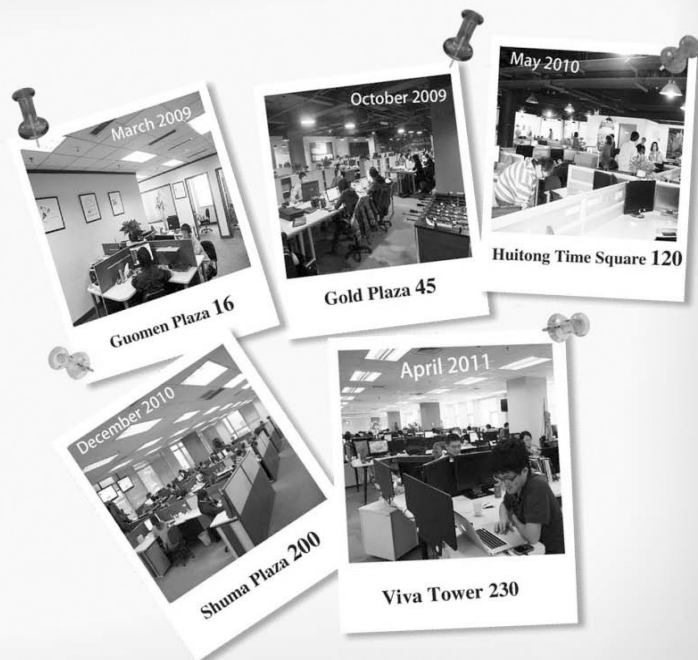 March 2009
Guomen Plaza 16
October 2009
Gold Plaza 45
May 2010
Huitong Time Square 120
December 2010
Shuma Plaza 200
April 2011
Viva Tower 230